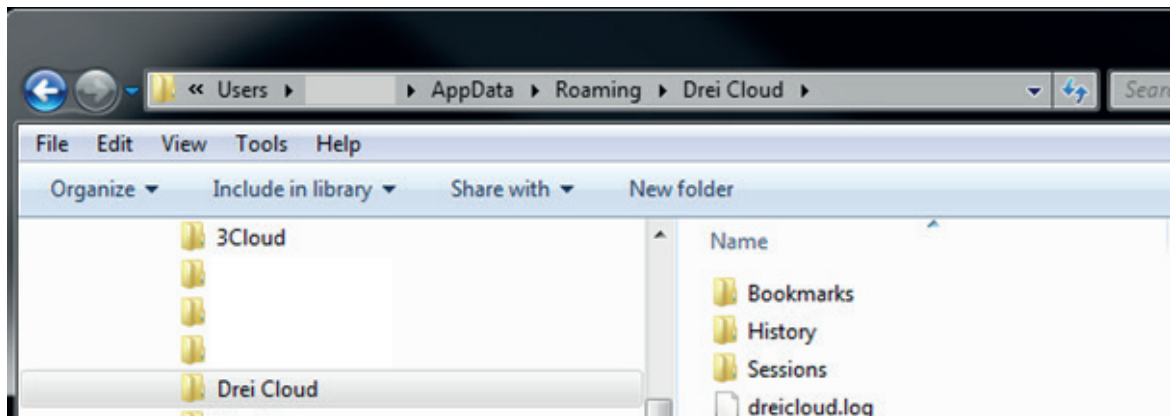 « Users ▸ ▸ AppData ▸ Roaming ▸ Drei Cloud ▸
File Edit View Tools Help
Organize ▾ Include in library ▾ Share with ▾ New folder
3Cloud
Drei Cloud
Name
Bookmarks
History
Sessions
dreicloud.log